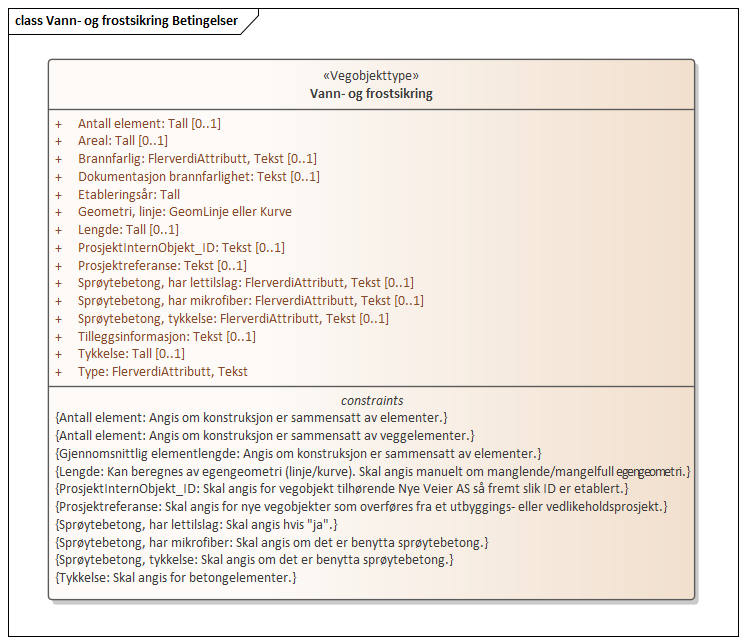 class Vann- og frostsikring Betingelser
«Vegobjekttype»
Vann- og frostsikring
+ Antall element: Tall [0..1]
+ Areal: Tall [0..1]
+ Brannfarlig: FlerverdiAttributt, Tekst [0..1]
+ Dokumentasjon brannfarlighet: Tekst [0..1]
+ Etableringsår: Tall
+ Geometri, linje: GeomLinje eller Kurve
+ Lengde: Tall [0..1]
+ ProsjektInternObjekt_ID: Tekst [0..1]
+ Prosjektreferanse: Tekst [0..1]
+ Sprøytebetong, har lettilslag: FlerverdiAttributt, Tekst [0..1]
+ Sprøytebetong, har mikrofiber: FlerverdiAttributt, Tekst [0..1]
+ Sprøytebetong, tykkelse: FlerverdiAttributt, Tekst [0..1]
+ Tilleggsinformasjon: Tekst [0..1]
+ Tykkelse: Tall [0..1]
+ Type: FlerverdiAttributt, Tekst
constraints
{Antall element: Angis om konstruksjon er sammensatt av elementer.}
{Antall element: Angis om konstruksjon er sammensatt av veggelementer.}
{Gjennomsnittlig elementlengde: Angis om konstruksjon er sammensatt av elementer.}
{Lengde: Kan beregnes av egengeometri (linje/kurve). Skal angis manuelt om manglende/mangelfull egengeometri.}
{ProsjektInternObjekt_ID: Skal angis for vegobjekt tilhørende Nye Veier AS så fremt slik ID er etablert.}
{Prosjektreferanse: Skal angis for nye vegobjekter som overføres fra et utbyggings- eller vedlikeholdsprosjekt.}
{Sprøytebetong, har lettilslag: Skal angis hvis "ja".}
{Sprøytebetong, har mikrofiber: Skal angis om det er benytta sprøytebetong.}
{Sprøytebetong, tykkelse: Skal angis om det er benytta sprøytebetong.}
{Tykkelse: Skal angis for betongelementer.}